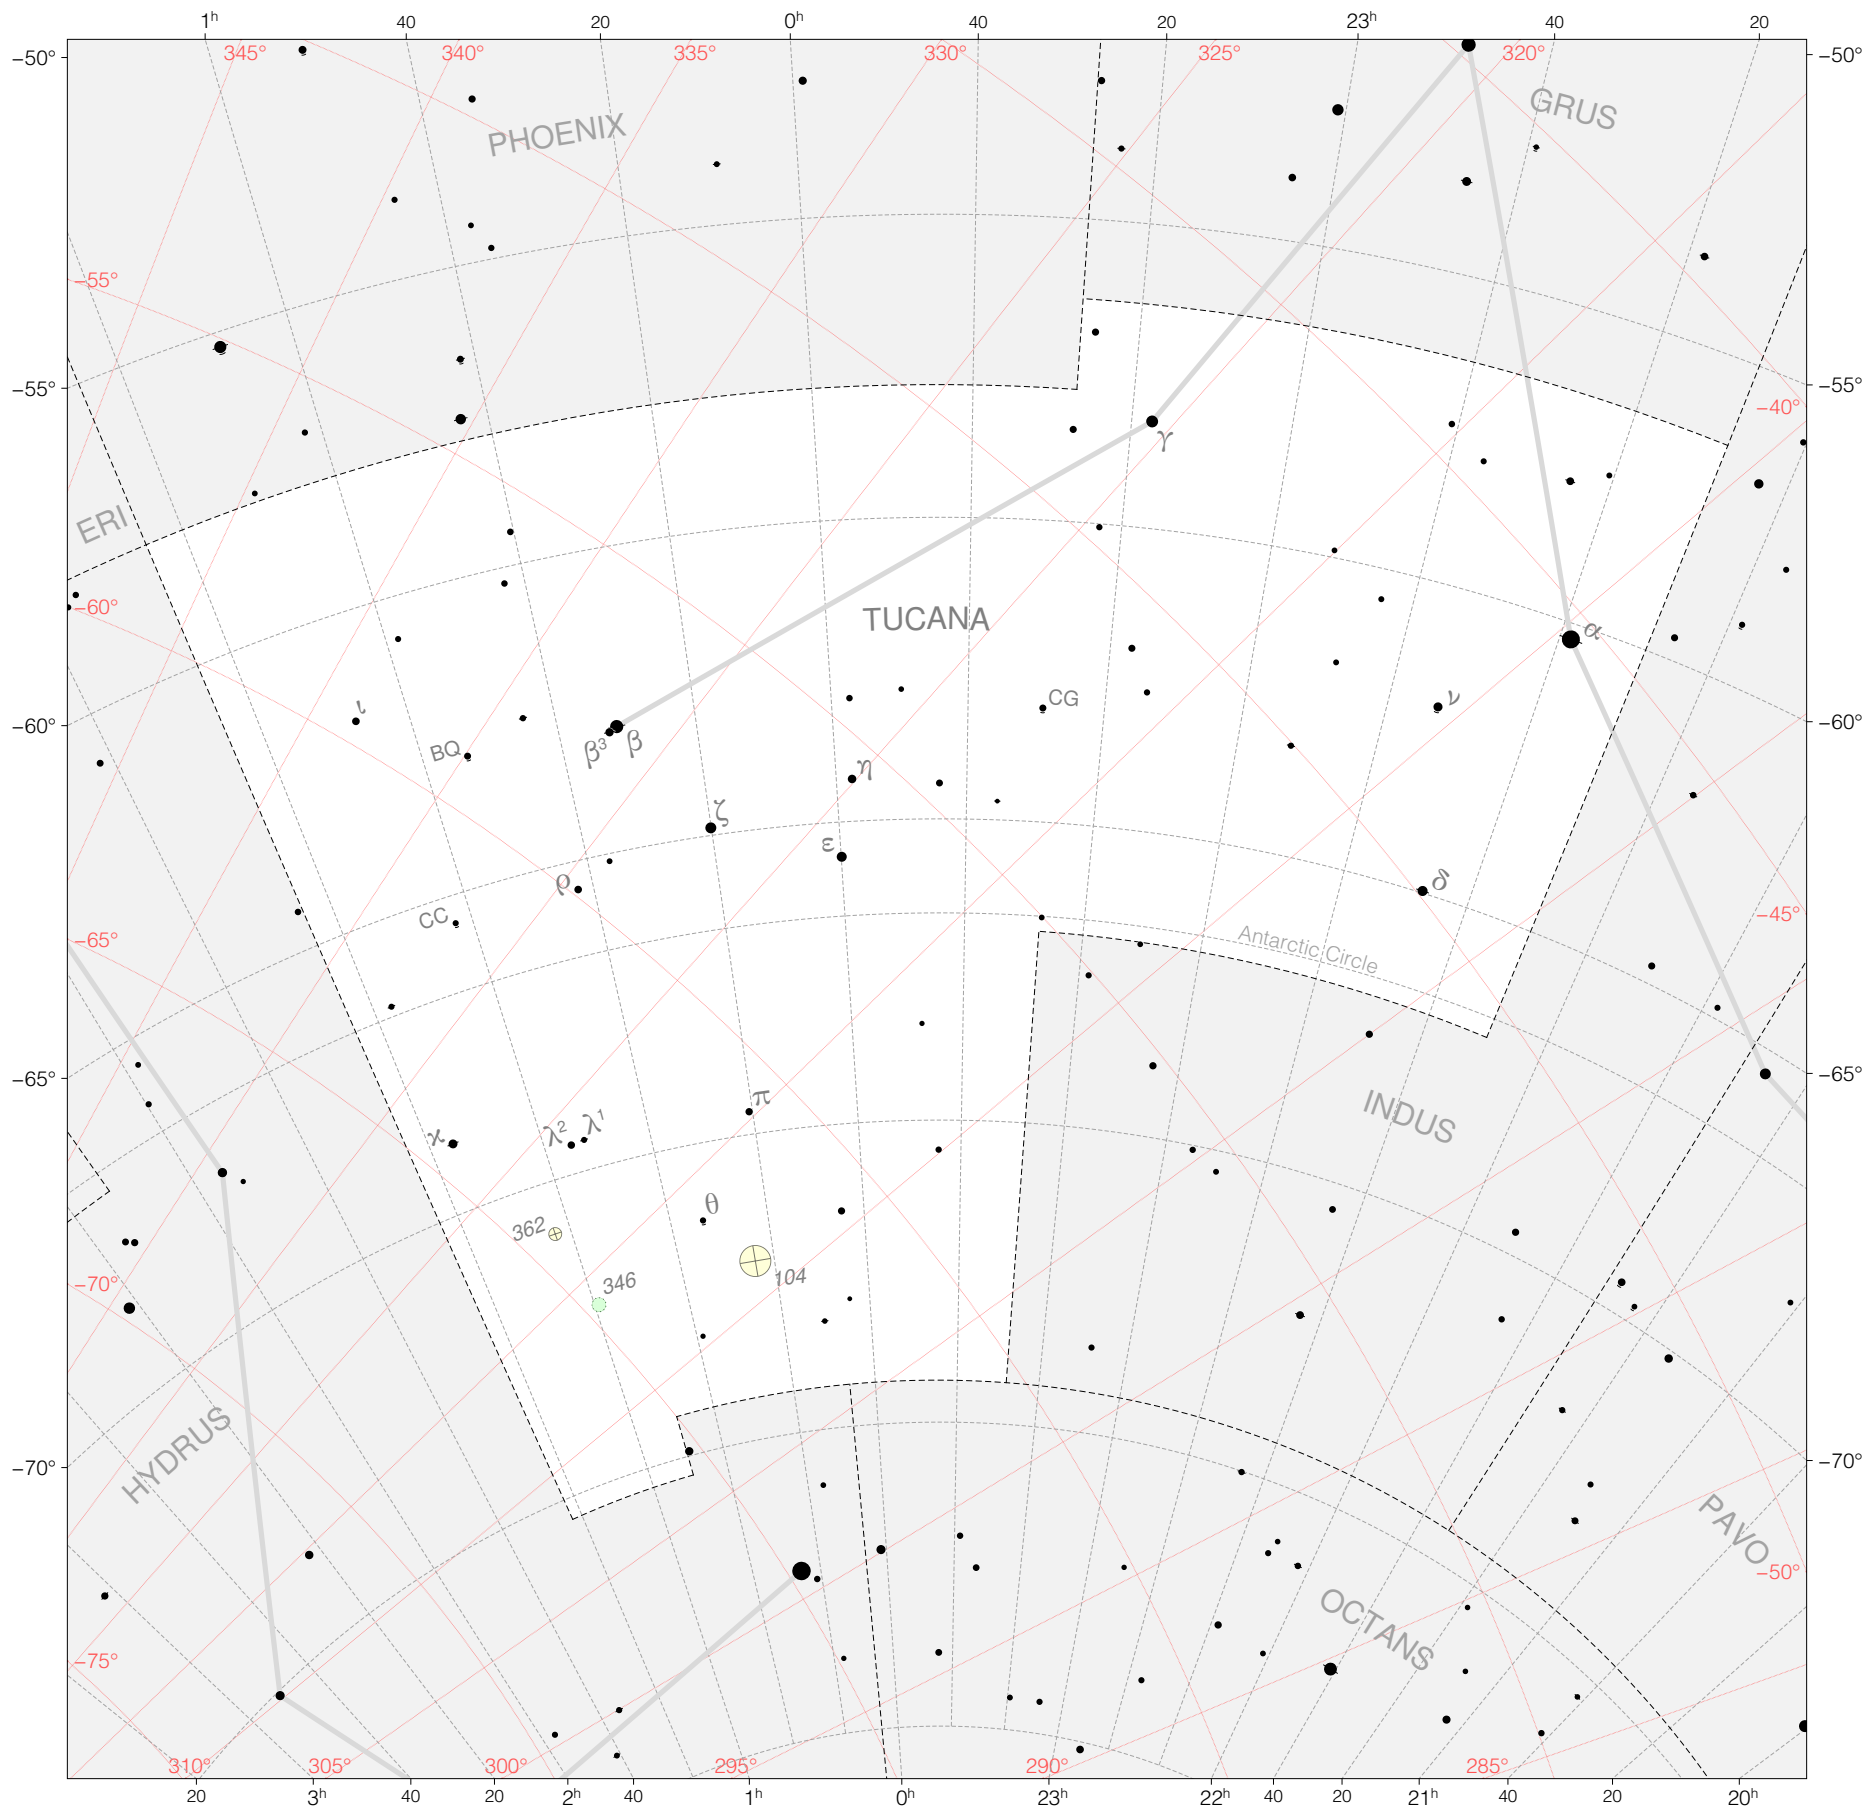 1ʰ 40 20 0ʰ 40 20 23ʰ 40 20
345° 340° 335° 330° 325° 320°
−50° −50°
GRUS
PHOENIX
−55°
−55° −55°
−40°
γ
ERI
−60°
TUCANA
α
ι CG ν
−60° −60°
BQ β³ β
η
ζ
ε
ρ δ
CC −45°
−65° Antarctic Circle
−65° −65°
π
INDUS
ϰ λ² λ¹
θ
362
−70° 346 104
HYDRUS
−70° −70°
PAVO
−50°
OCTANS
−75°
310° 305° 300° 295° 290° 285°
20 3ʰ 40 20 2ʰ 40 1ʰ 0ʰ 23ʰ 22ʰ 40 20 21ʰ 40 20 20ʰ